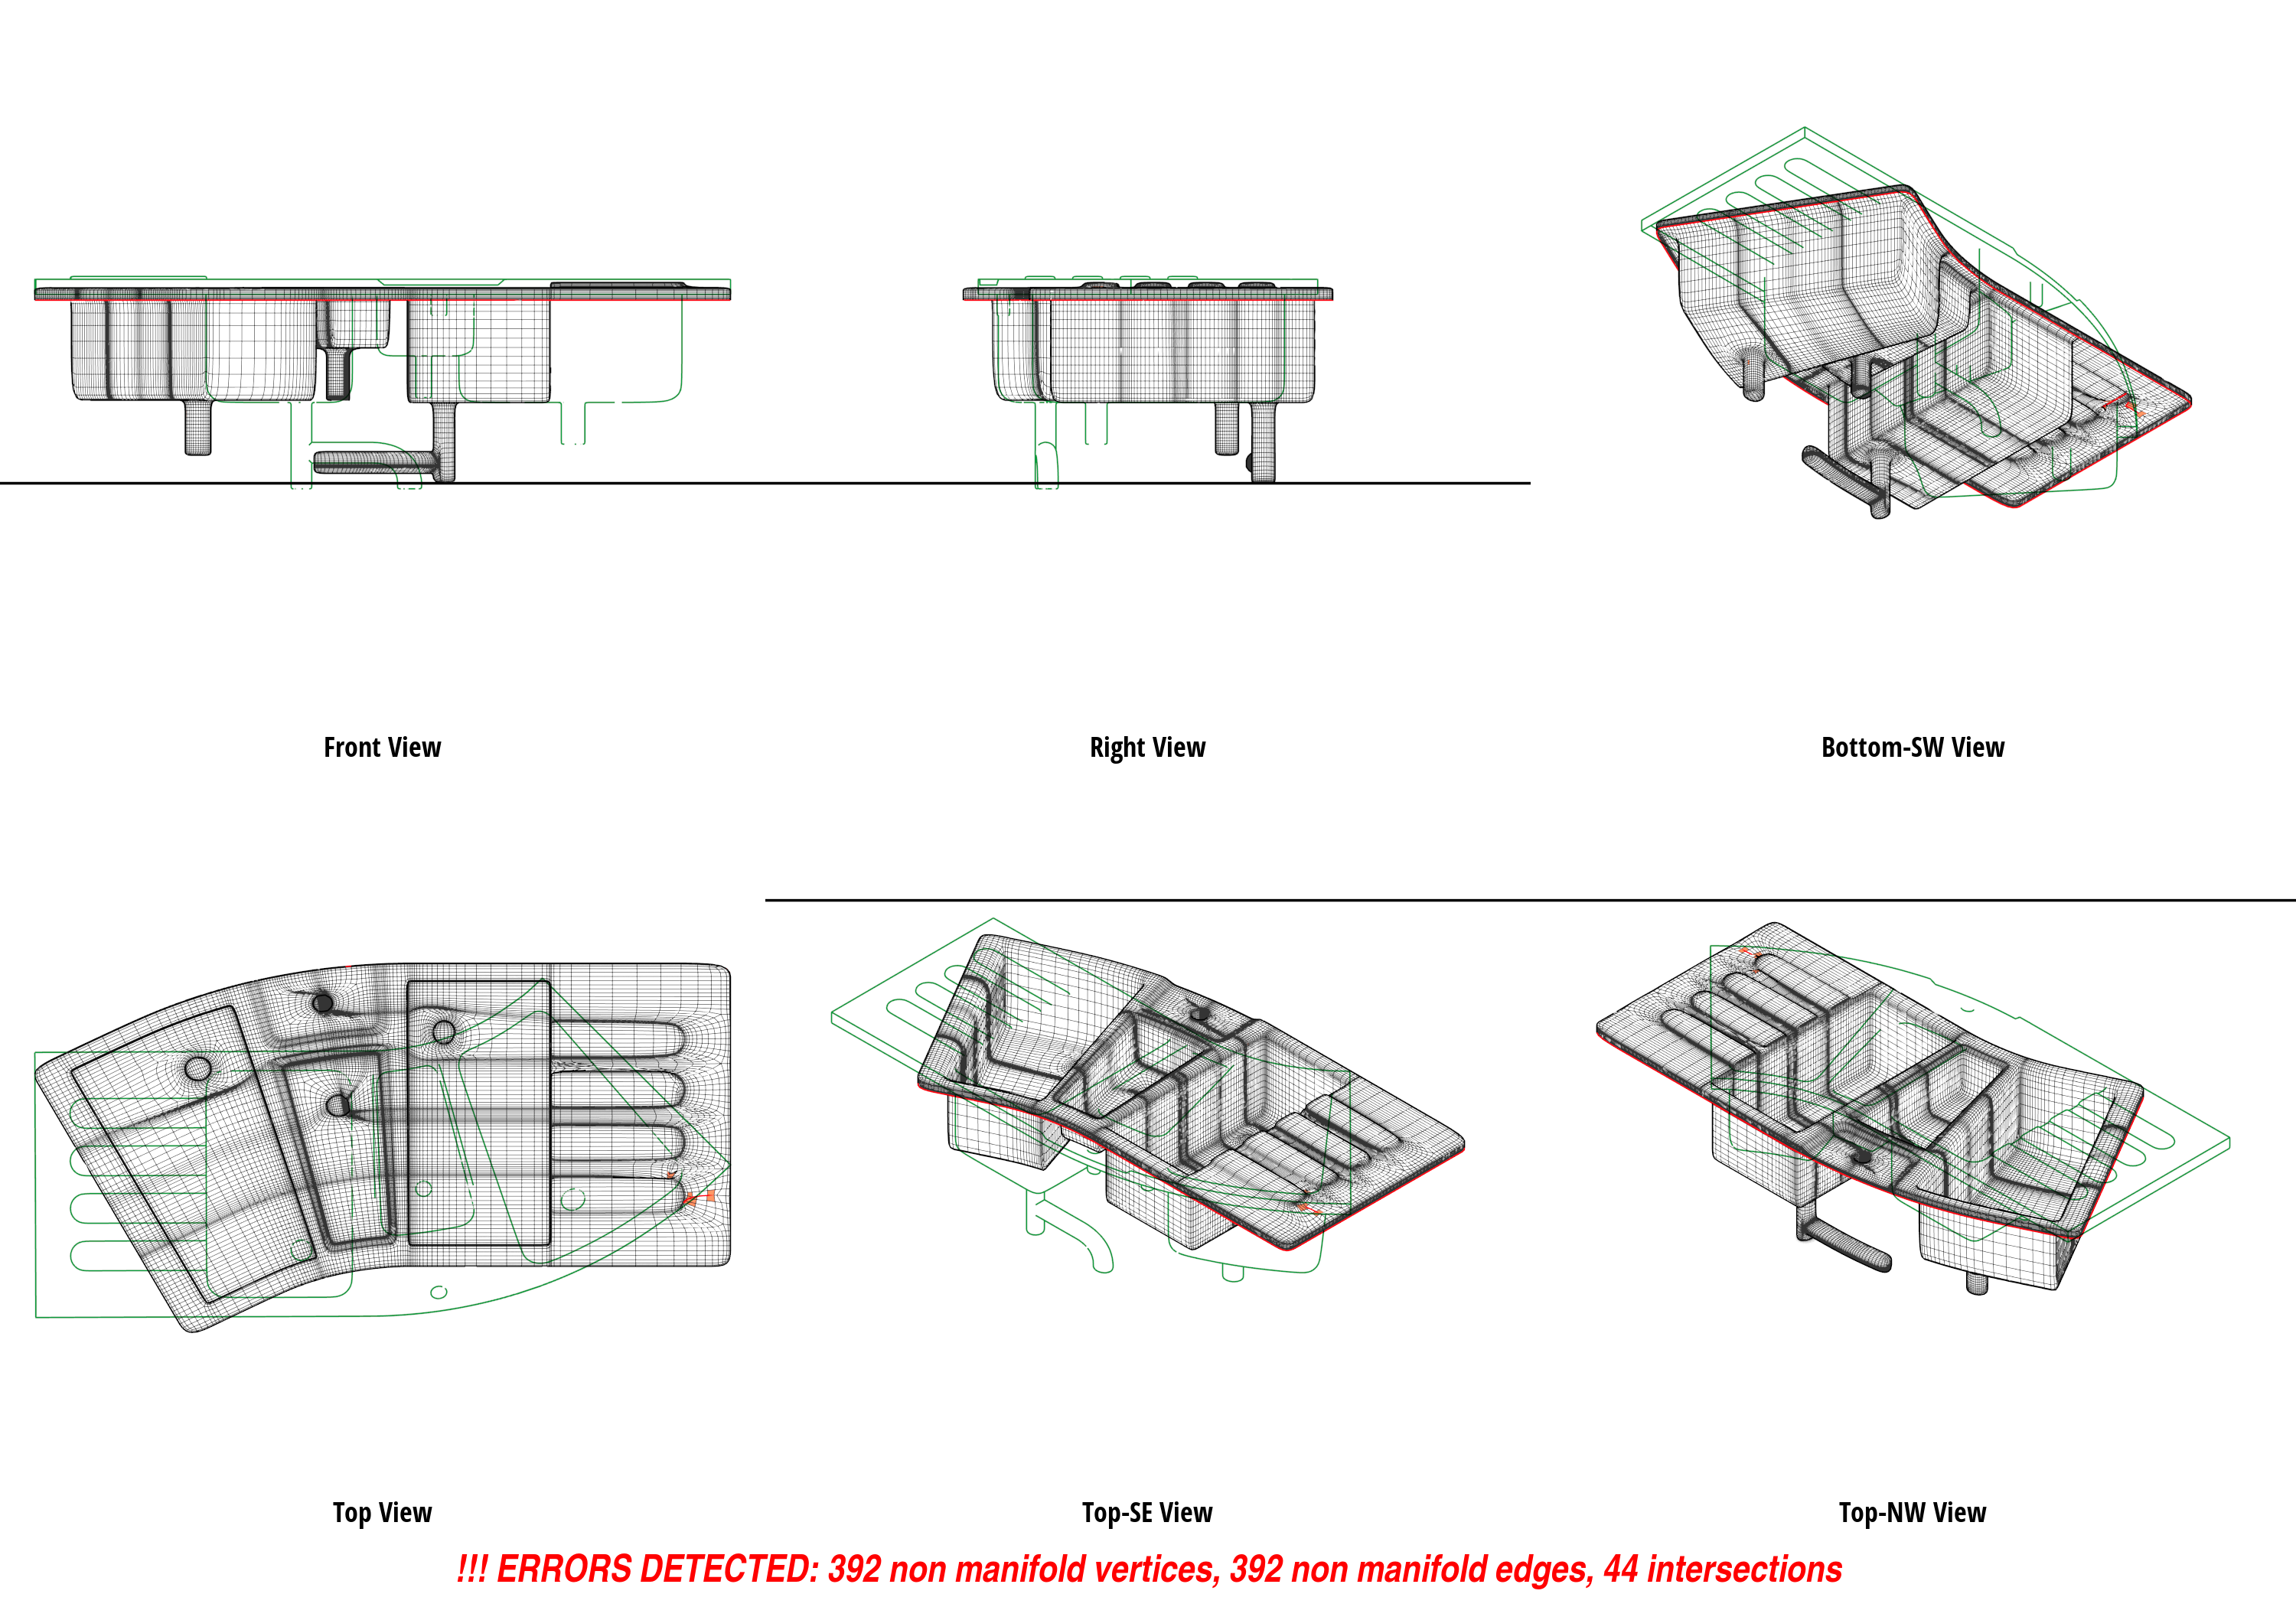 Front View
Right View
Bottom-SW View
Top View
Top-SE View
Top-NW View
!!! ERRORS DETECTED: 392 non manifold vertices, 392 non manifold edges, 44 intersections